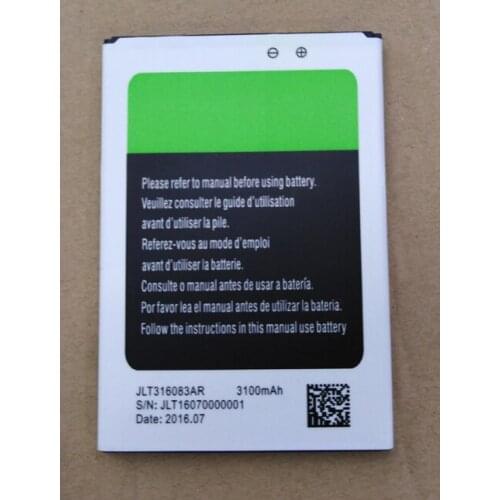 ⊖ ⊕
Please refer to manual before using battery.
Veuillez consulter le guide d'utilisation
avant d'utiliser la pile.
Referez-vous au mode d'emploi
avant d'utiliser la batterie.
Consulte o manual antes de usar a batería.
Por favor lea el manual antes de utilizar la batería.
Follow the instructions in this manual use battery
JLT316083AR 3100mAh
S/N: JLT16070000001
Date: 2016.07